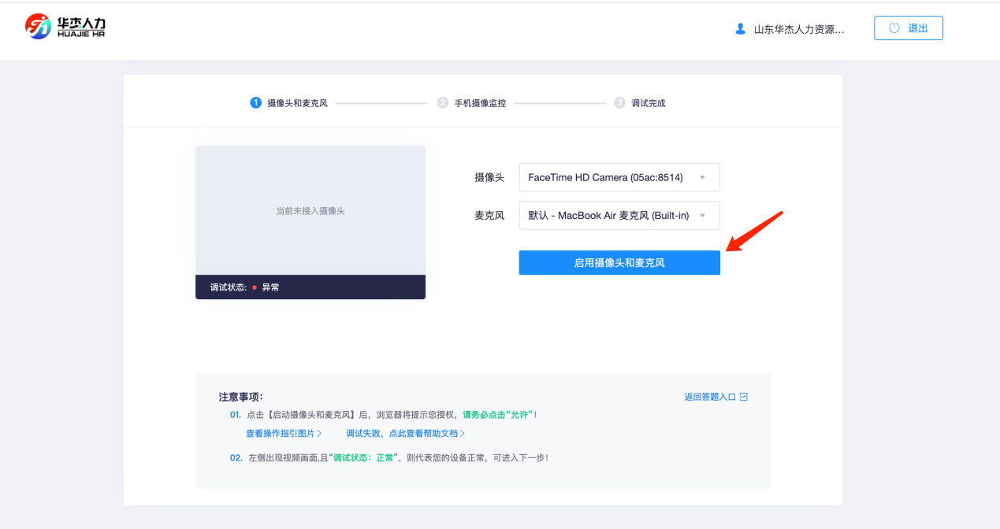 华杰人力
HUAJIE HR
山东华杰人力资源...
退出
1 摄像头和麦克风
2 手机摄像监控
3 调试完成
当前未接入摄像头
调试状态: 异常
摄像头 FaceTime HD Camera (05ac:8514)
麦克风 默认 - MacBook Air 麦克风 (Built-in)
启用摄像头和麦克风
注意事项:
返回答题入口
01. 点击【启动摄像头和麦克风】后，浏览器将提示您授权，请务必点击“允许”！
查看操作指引图片〉 调试失败，点此查看帮助文档〉
02. 左侧出现视频画面,且“调试状态：正常”，则代表您的设备正常，可进入下一步！